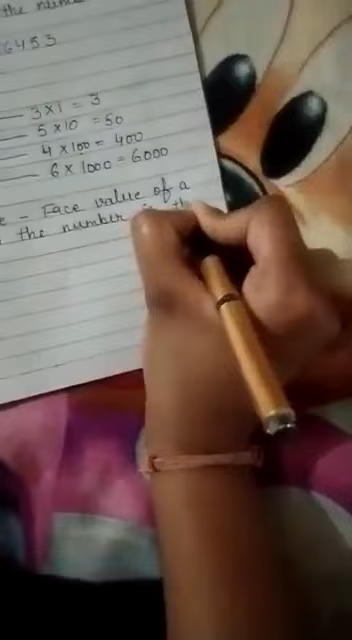 the num
6453
3 x 1 = 3
5 x 10 = 50
4 x 100 = 400
6 x 1000 = 6000
e - Face value of a
the number